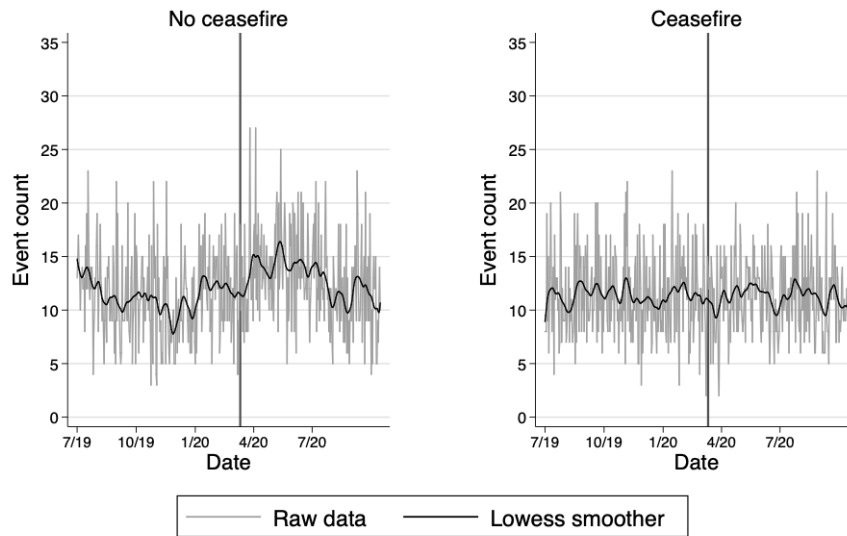 No ceasefire
Event count
35
30
25
20
15
10
5
0
7/19 10/19 1/20 4/20 7/20
Date
Ceasefire
Event count
35
30
25
20
15
10
5
0
7/19 10/19 1/20 4/20 7/20
Date
Raw data Lowess smoother